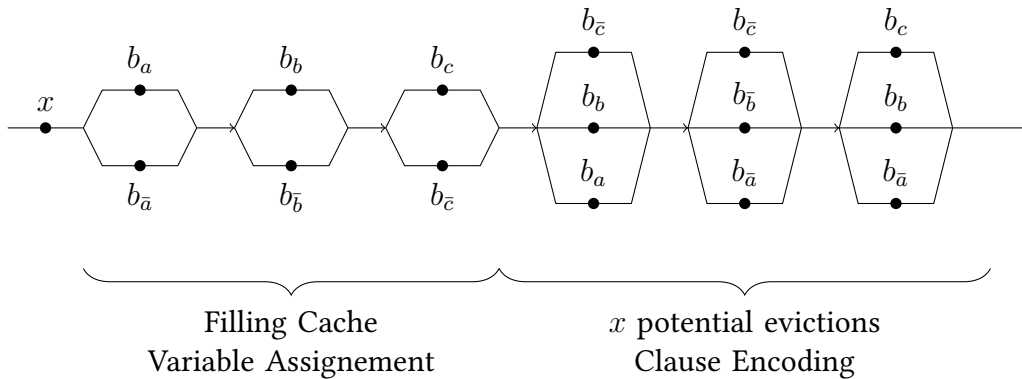 x
b_a
b_b
b_c
b_ā
b_b̄
b_c̄
b_c̄
b_b
b_a
b_c̄
b_b̄
b_ā
b_c
b_b
b_ā
Filling Cache
Variable Assignement
x potential evictions
Clause Encoding